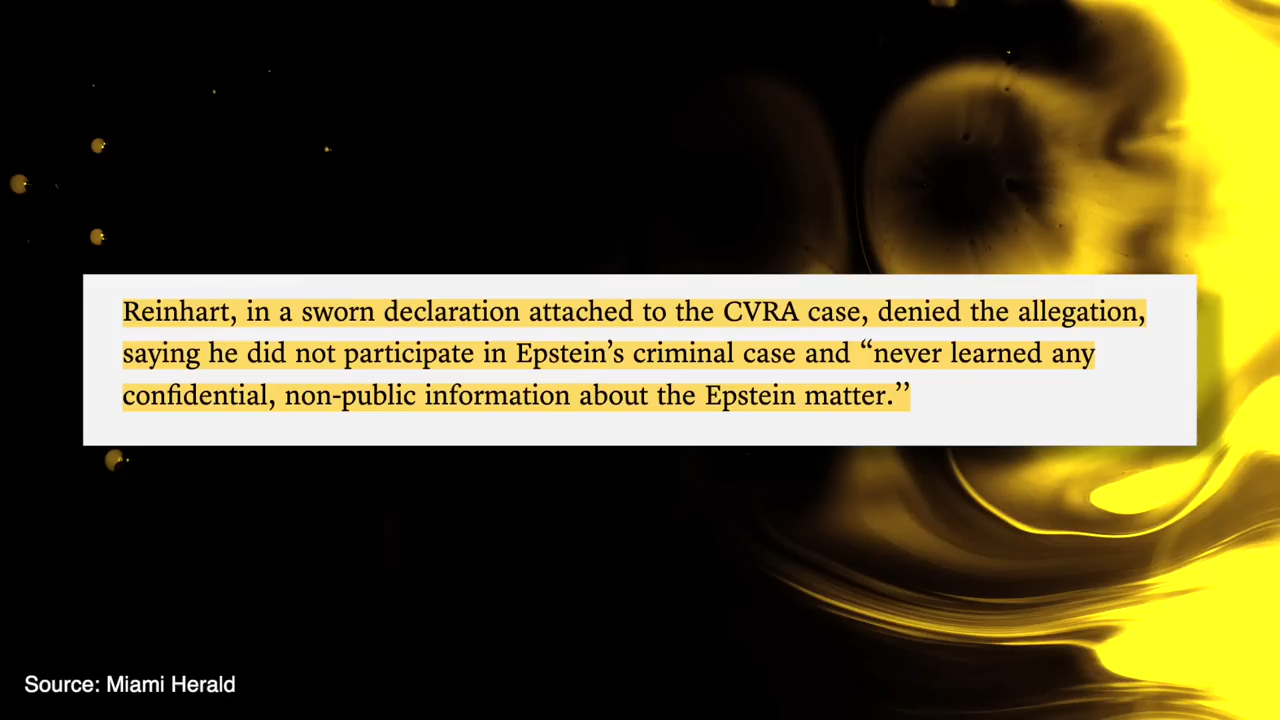 Reinhart, in a sworn declaration attached to the CVRA case, denied the allegation,
saying he did not participate in Epstein’s criminal case and “never learned any
confidential, non-public information about the Epstein matter.’’
Source: Miami Herald